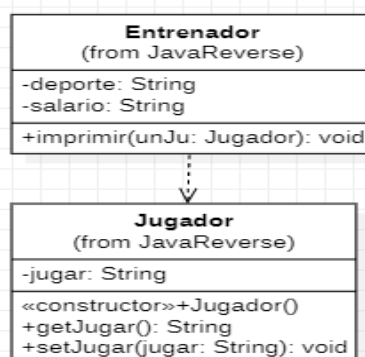 Entrenador
(from JavaReverse)
-deporte: String
-salario: String
+imprimir(unJu: Jugador): void
Jugador
(from JavaReverse)
-jugar: String
«constructor»+Jugador()
+getJugar(): String
+setJugar(jugar: String): void